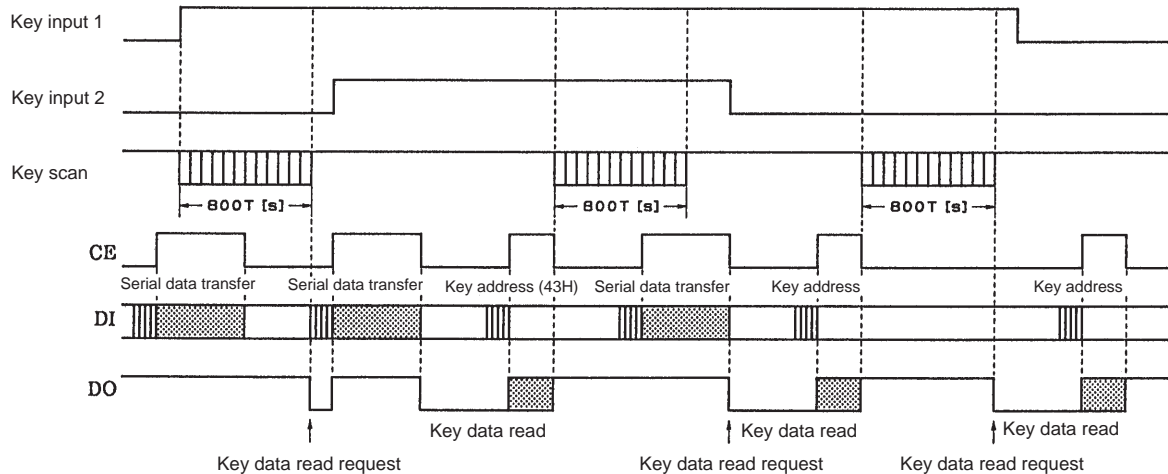 Key input 1
Key input 2
Key scan
800T [s] 800T [s] 800T [s]
CE
Serial data transfer Serial data transfer Key address (43H) Serial data transfer Key address Key address
DI
DO
Key data read Key data read Key data read
Key data read request Key data read request Key data read request